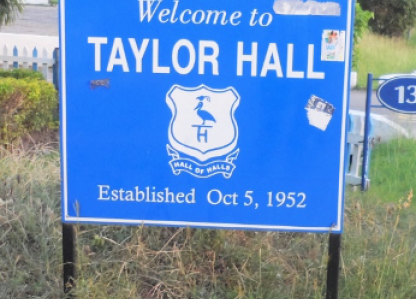 Welcome to
TAYLOR HALL
H
HALL OF HALLS
Established Oct 5, 1952
13